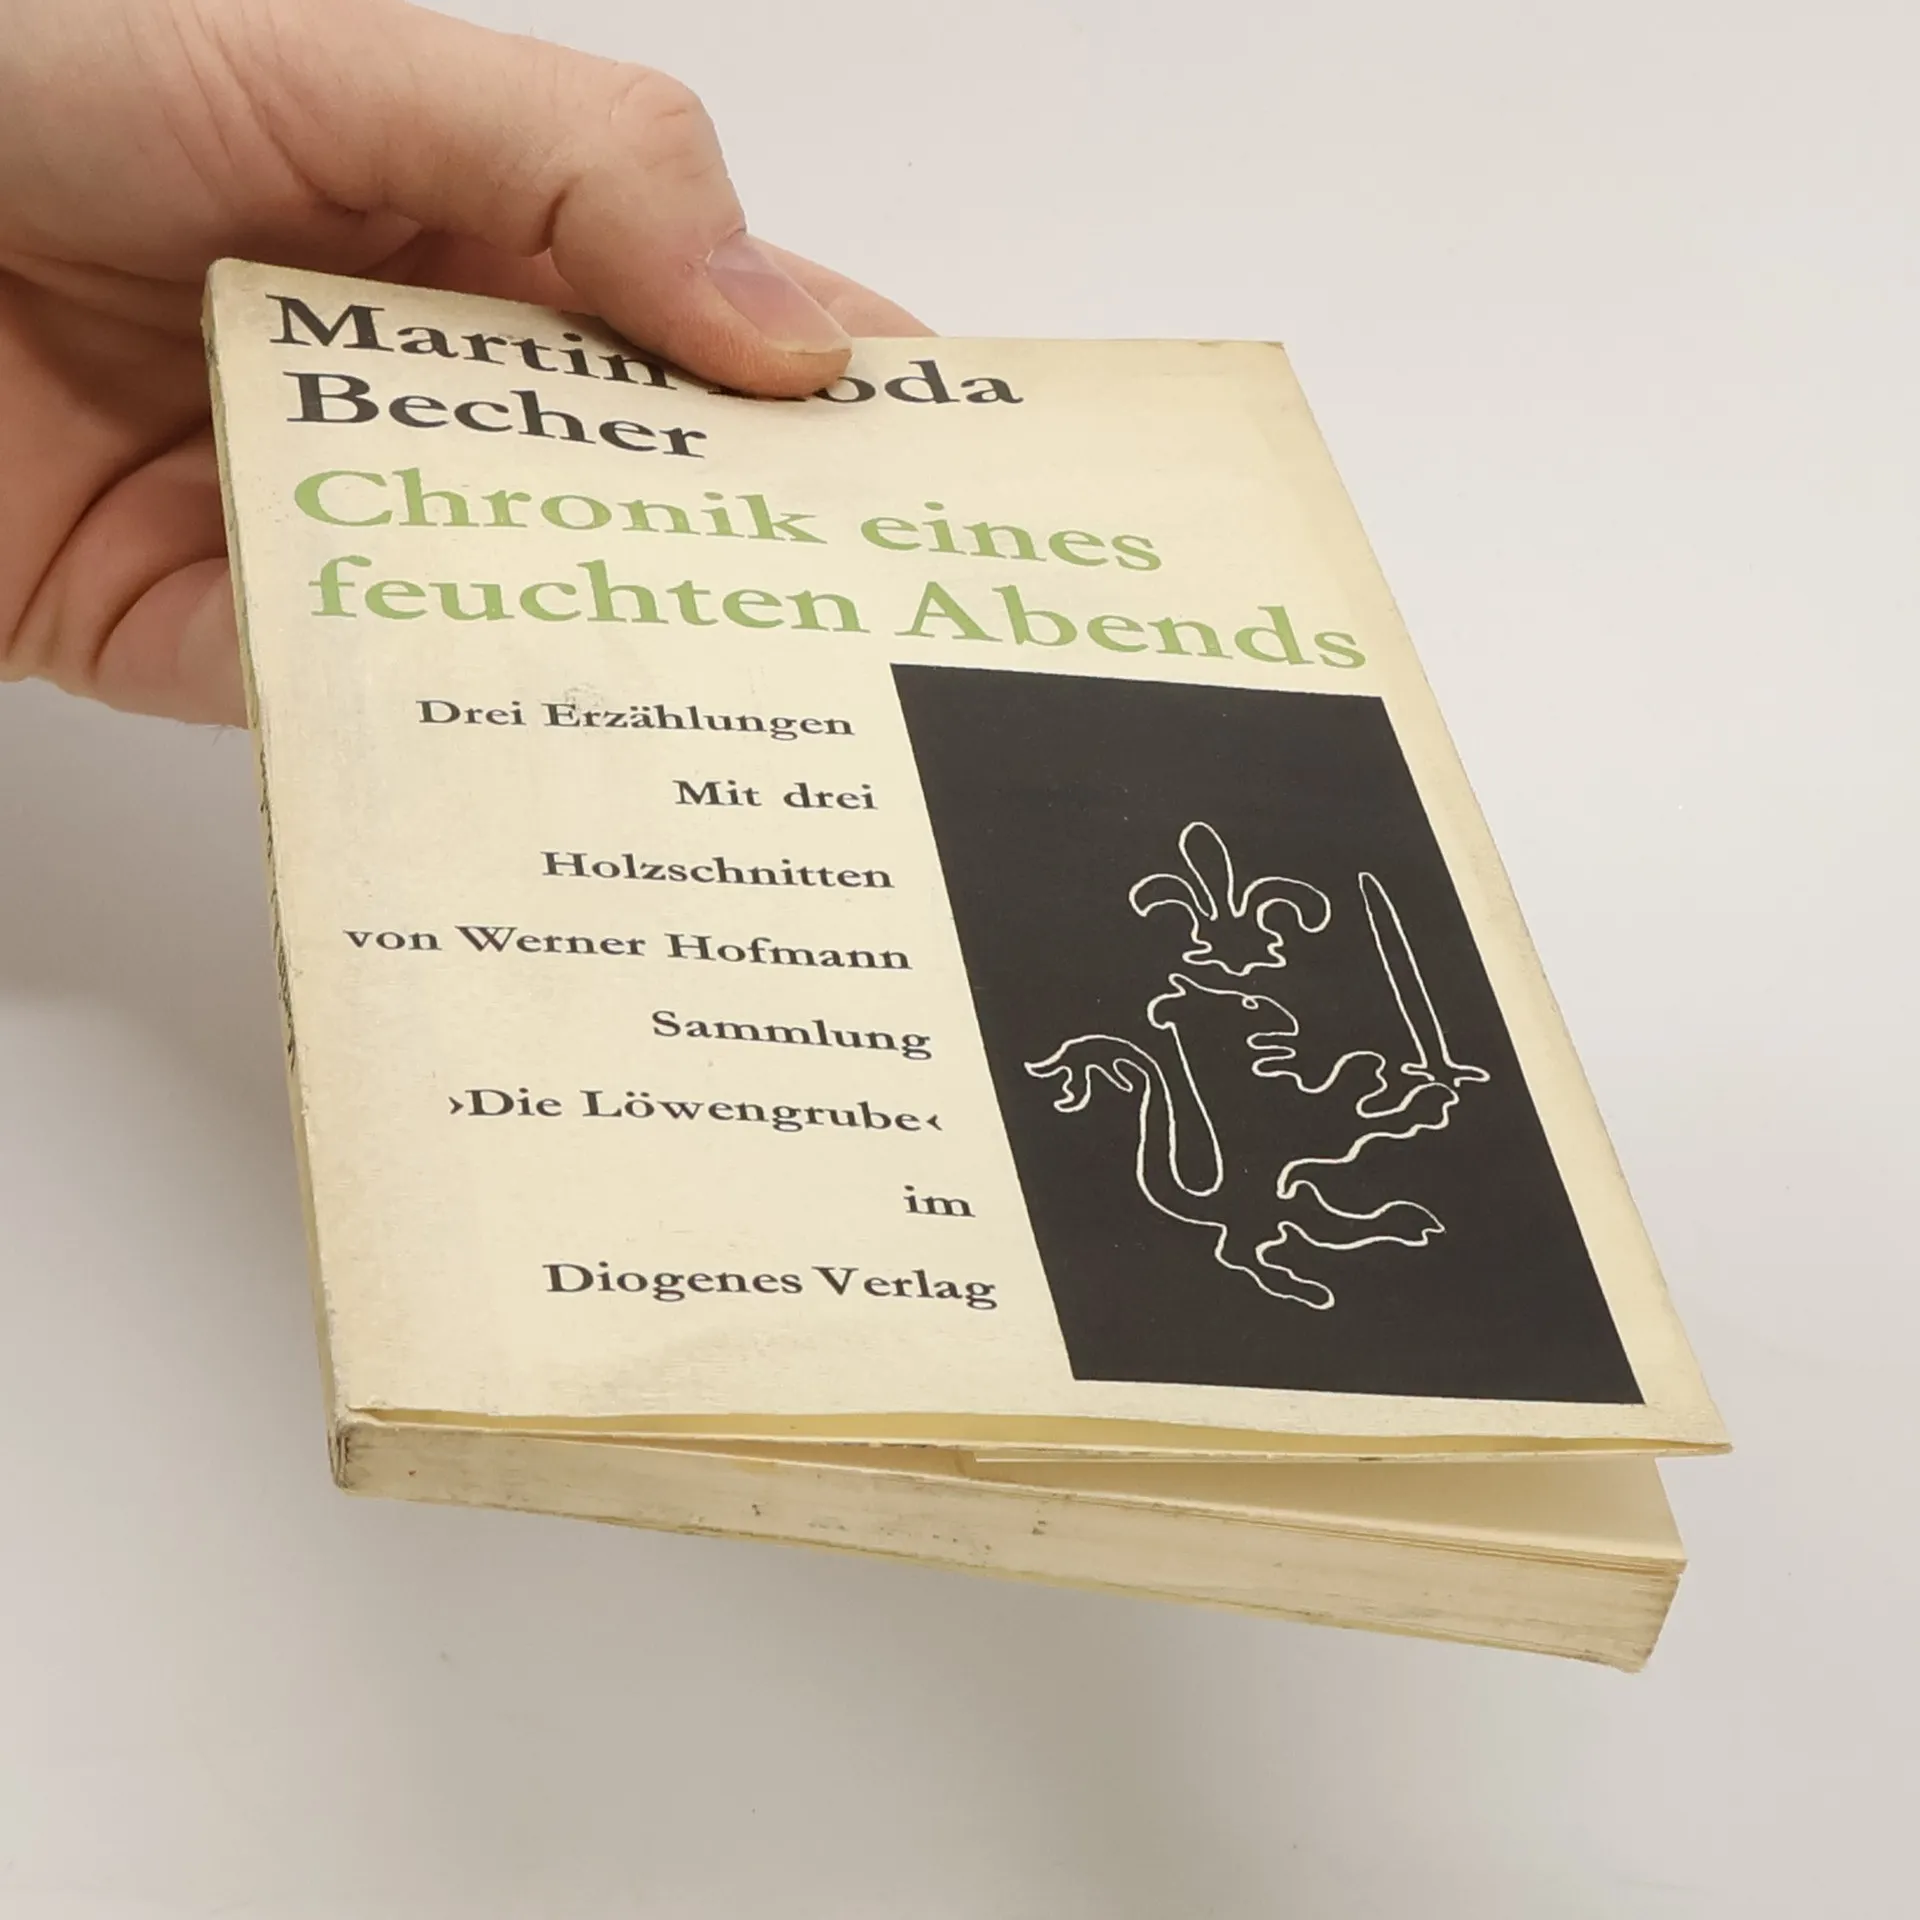 Martin
Becher
Chronik eines
feuchten Abends
Drei Erzählungen
Mit drei
Holzschnitten
von Werner Hofmann
Sammlung
›Die Löwengrube‹
im
Diogenes Verlag